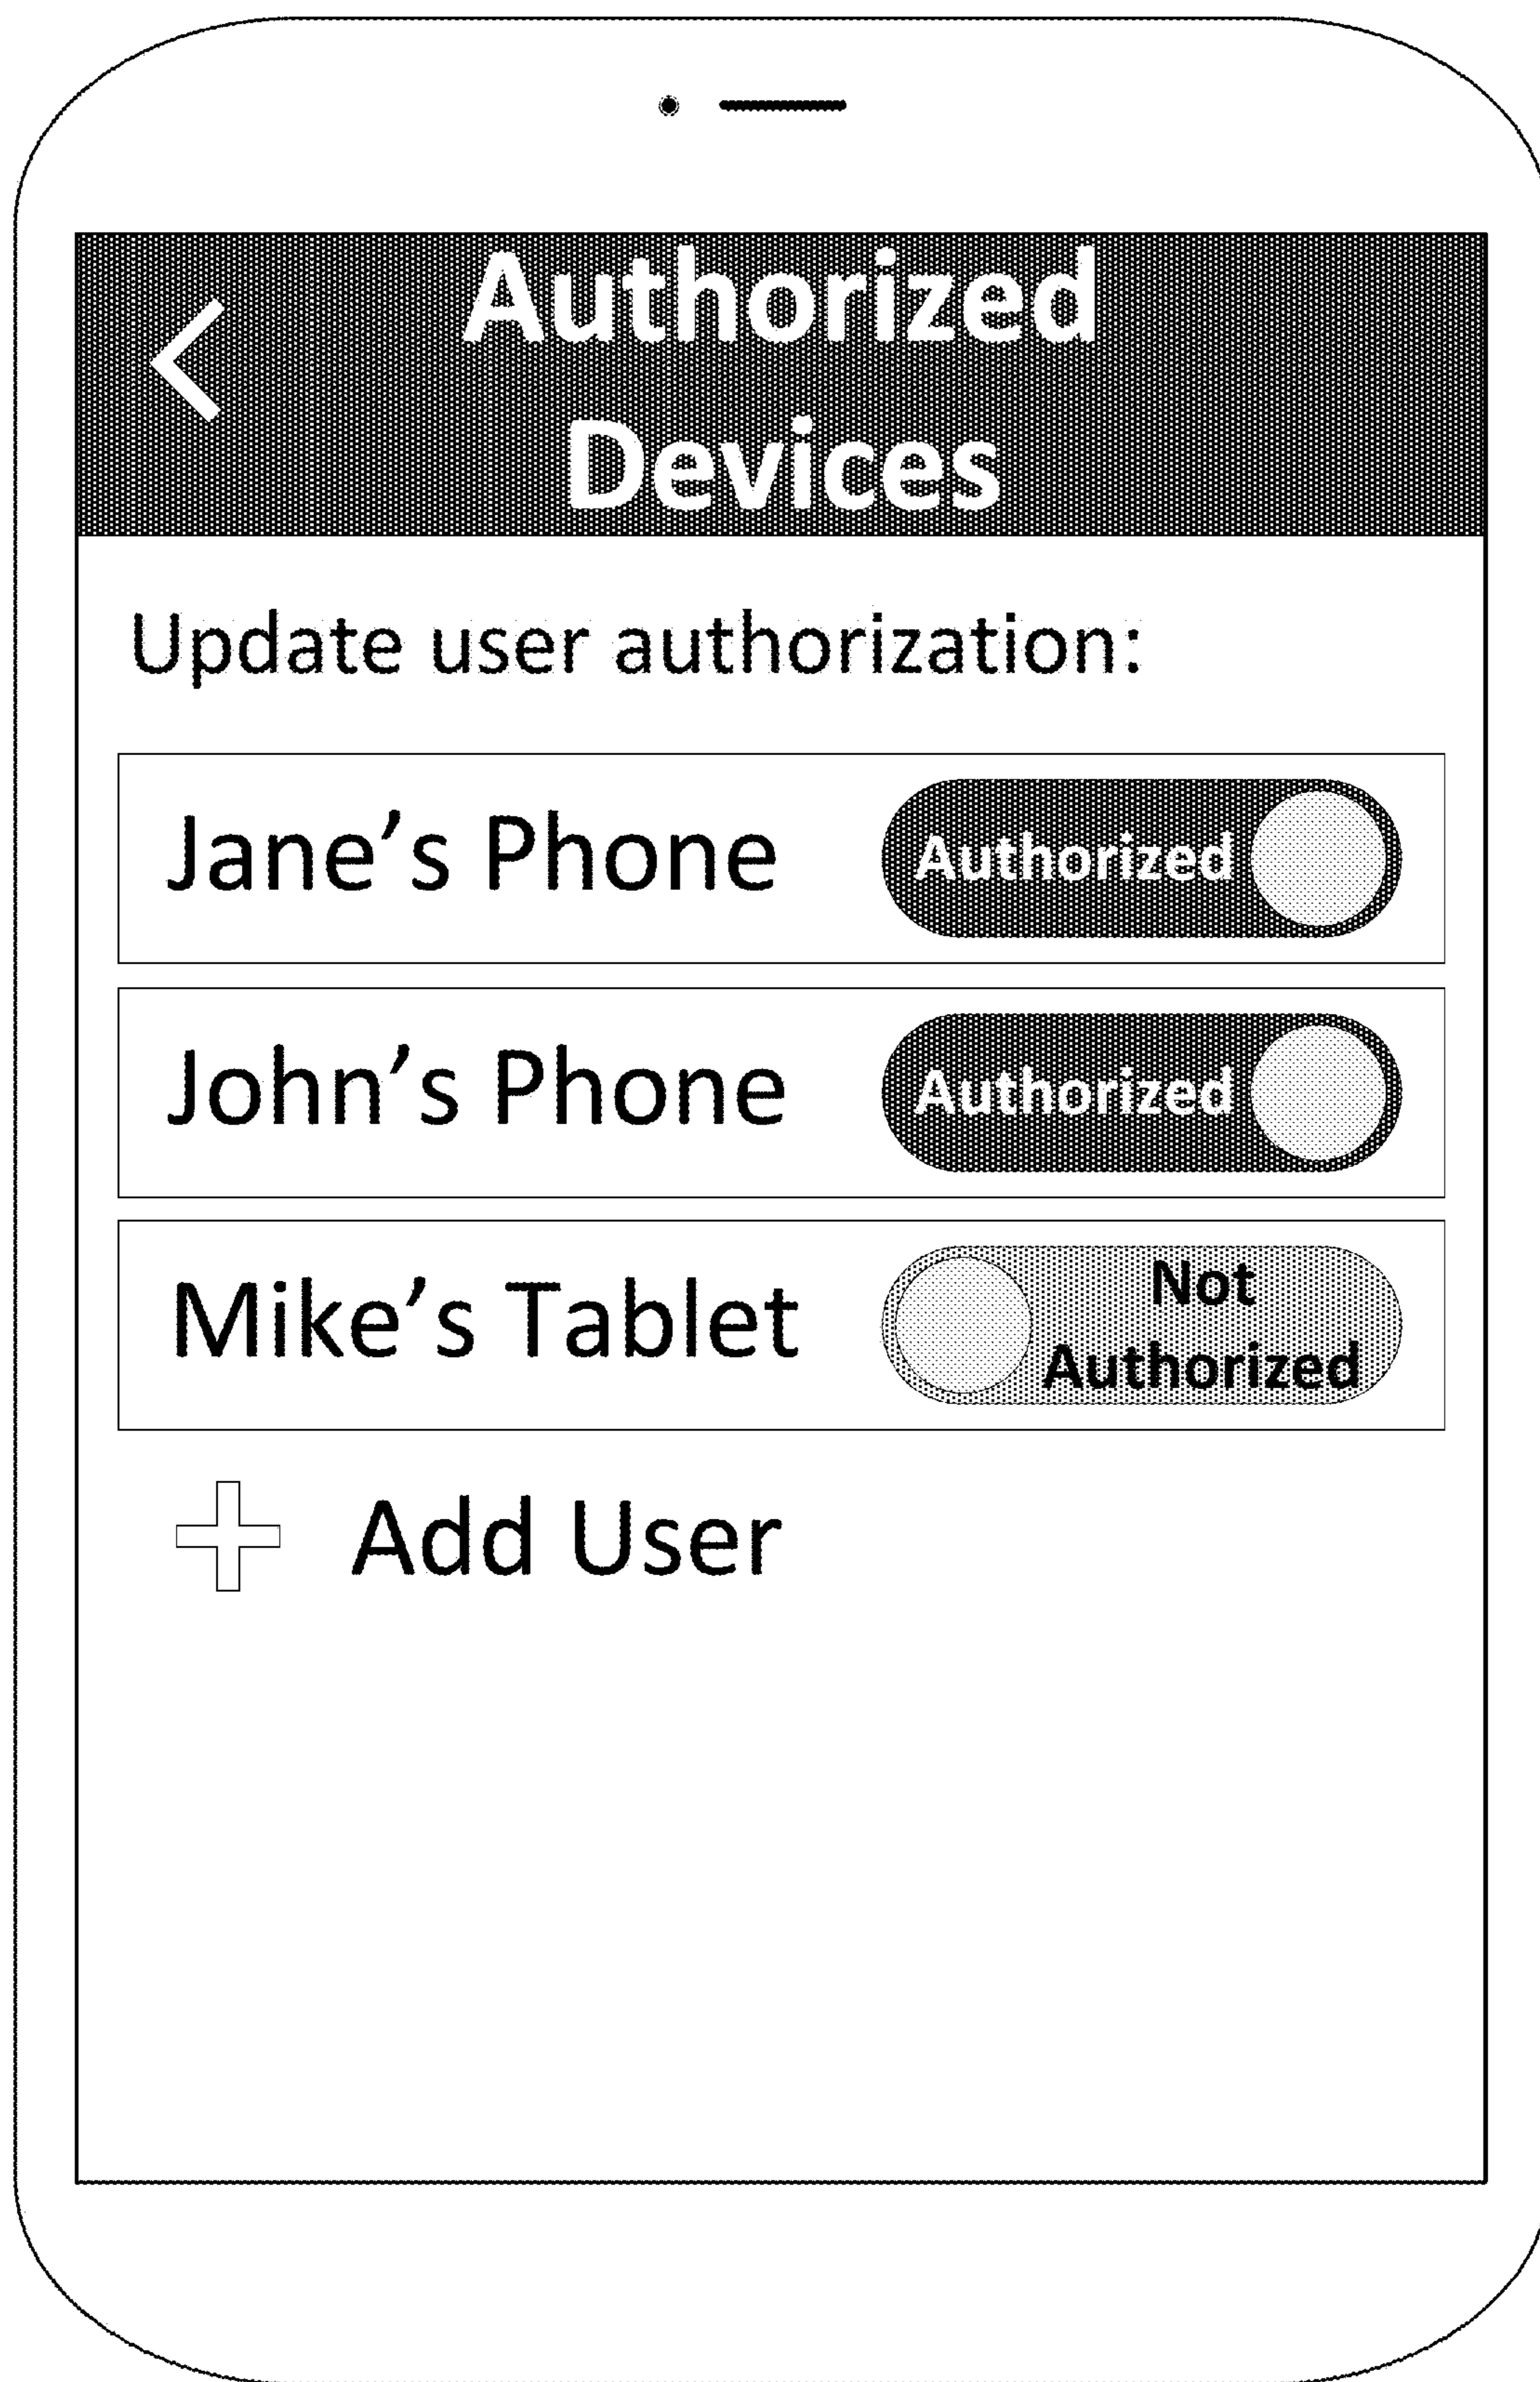 Authorized
Devices
Update user authorization:
Jane’s Phone
Authorized
John’s Phone
Authorized
Mike’s Tablet
Not
Authorized
Add User